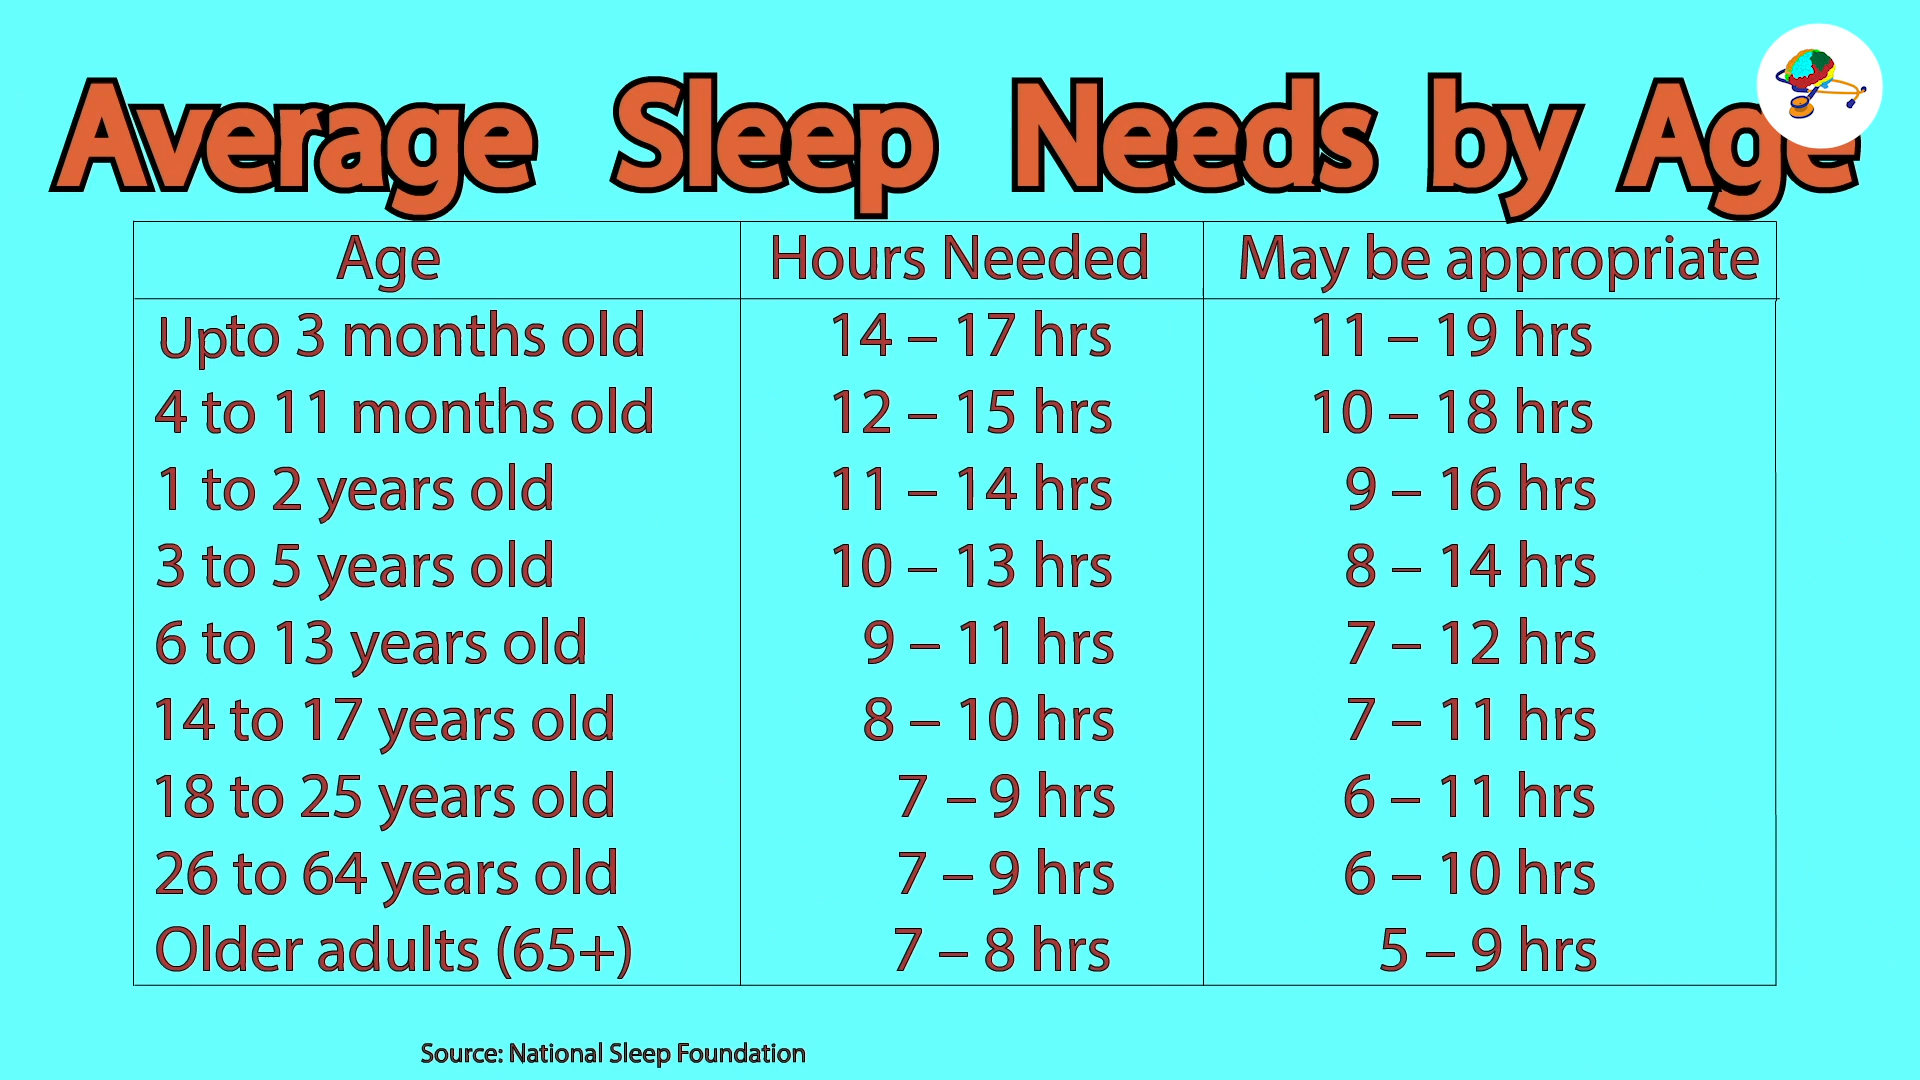 Average Sleep Needs by Age
Age Hours Needed May be appropriate
Upto 3 months old 14 – 17 hrs 11 – 19 hrs
4 to 11 months old 12 – 15 hrs 10 – 18 hrs
1 to 2 years old 11 – 14 hrs 9 – 16 hrs
3 to 5 years old 10 – 13 hrs 8 – 14 hrs
6 to 13 years old 9 – 11 hrs 7 – 12 hrs
14 to 17 years old 8 – 10 hrs 7 – 11 hrs
18 to 25 years old 7 – 9 hrs 6 – 11 hrs
26 to 64 years old 7 – 9 hrs 6 – 10 hrs
Older adults (65+) 7 – 8 hrs 5 – 9 hrs
Source: National Sleep Foundation